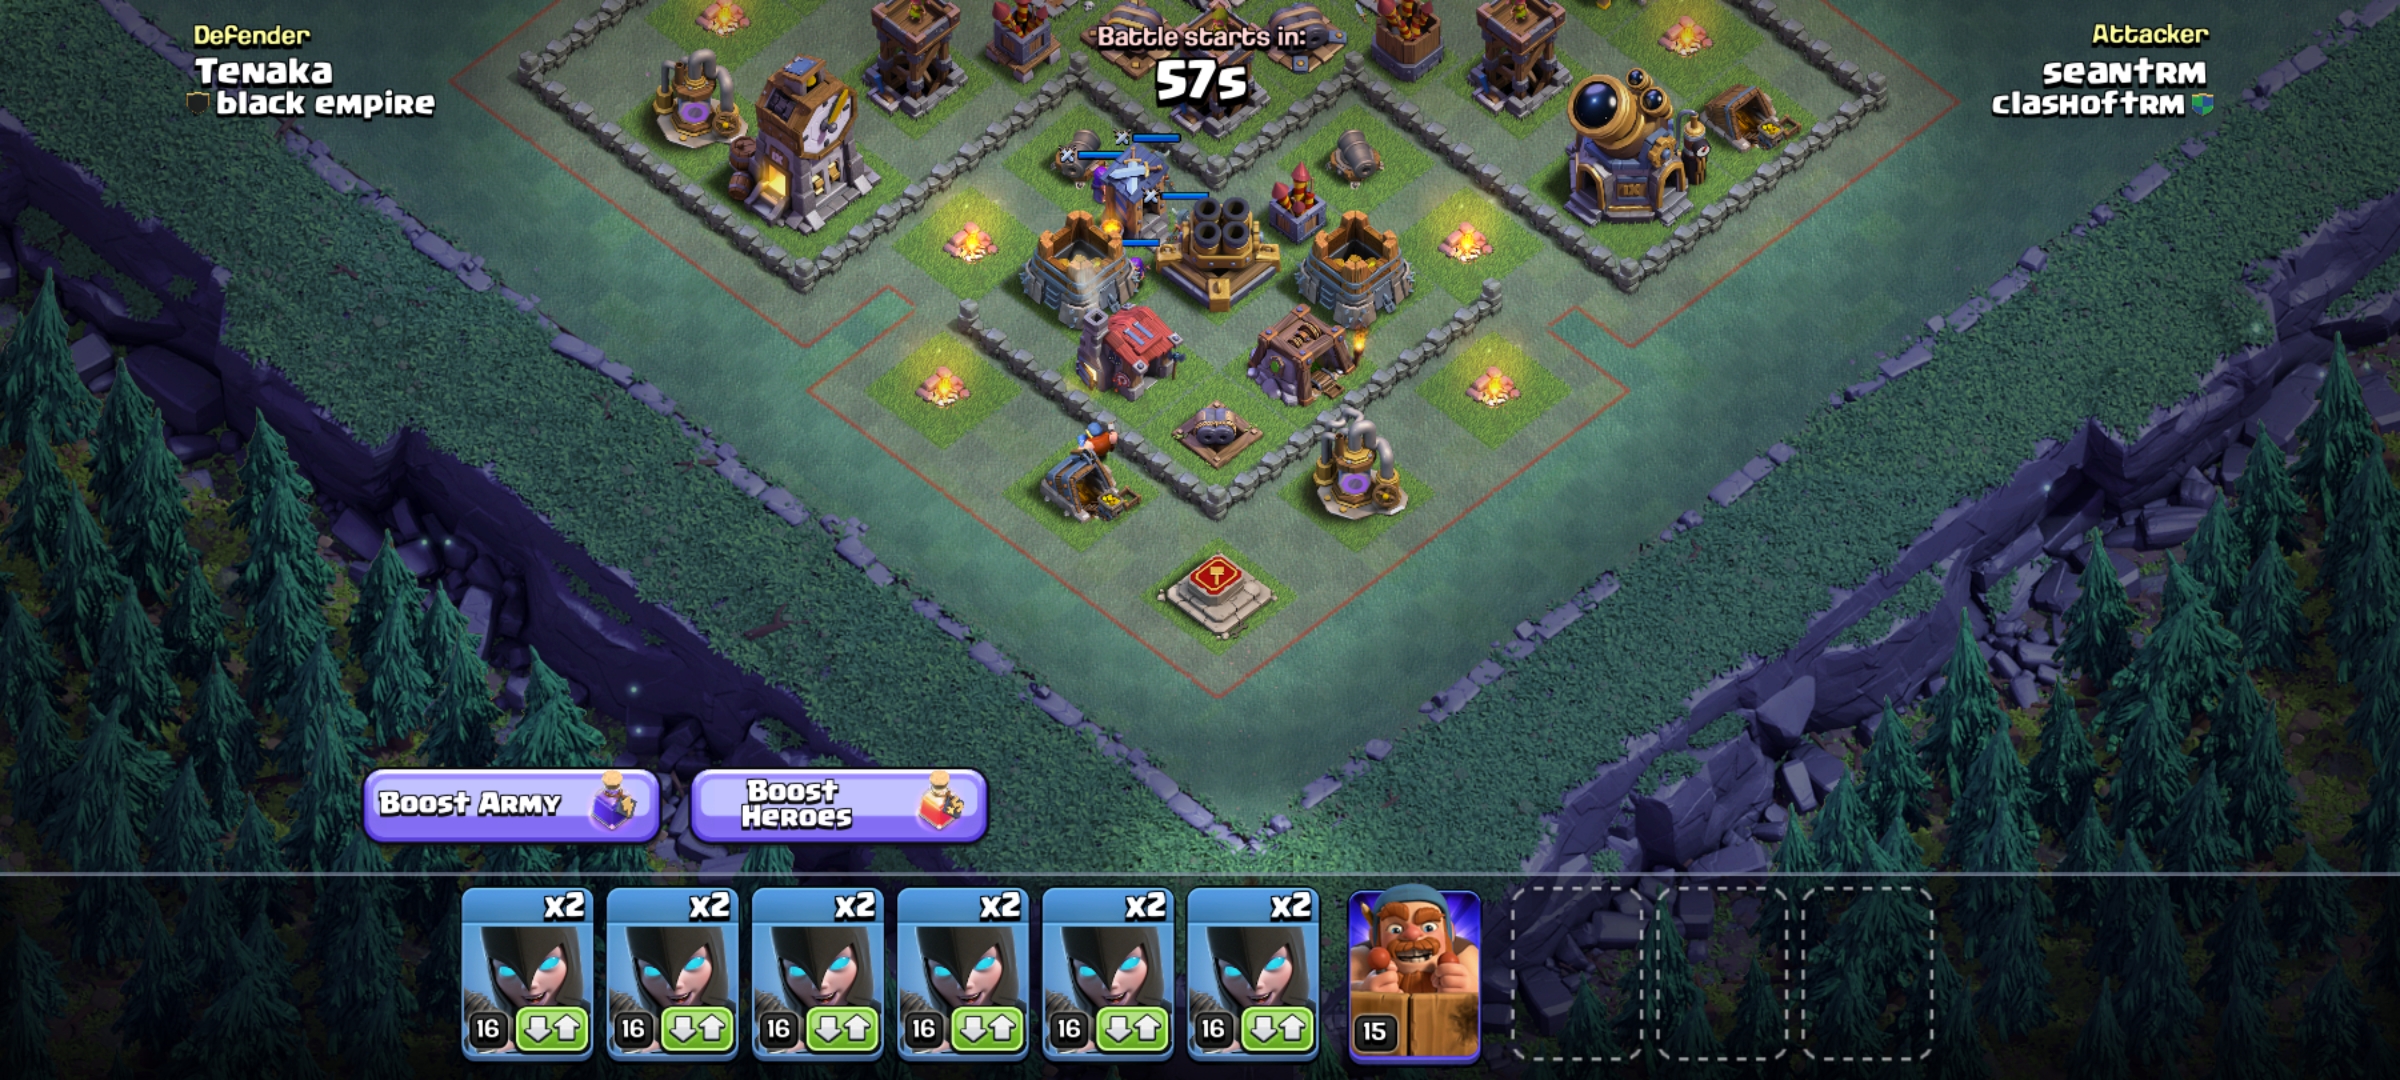 Defender
Tenaka
black empire
Battle starts in:
57s
Attacker
seantrm
clashoftrm
Boost Army
Boost
Heroes
x2
x2
x2
x2
x2
x2
16
16
16
16
16
16
15